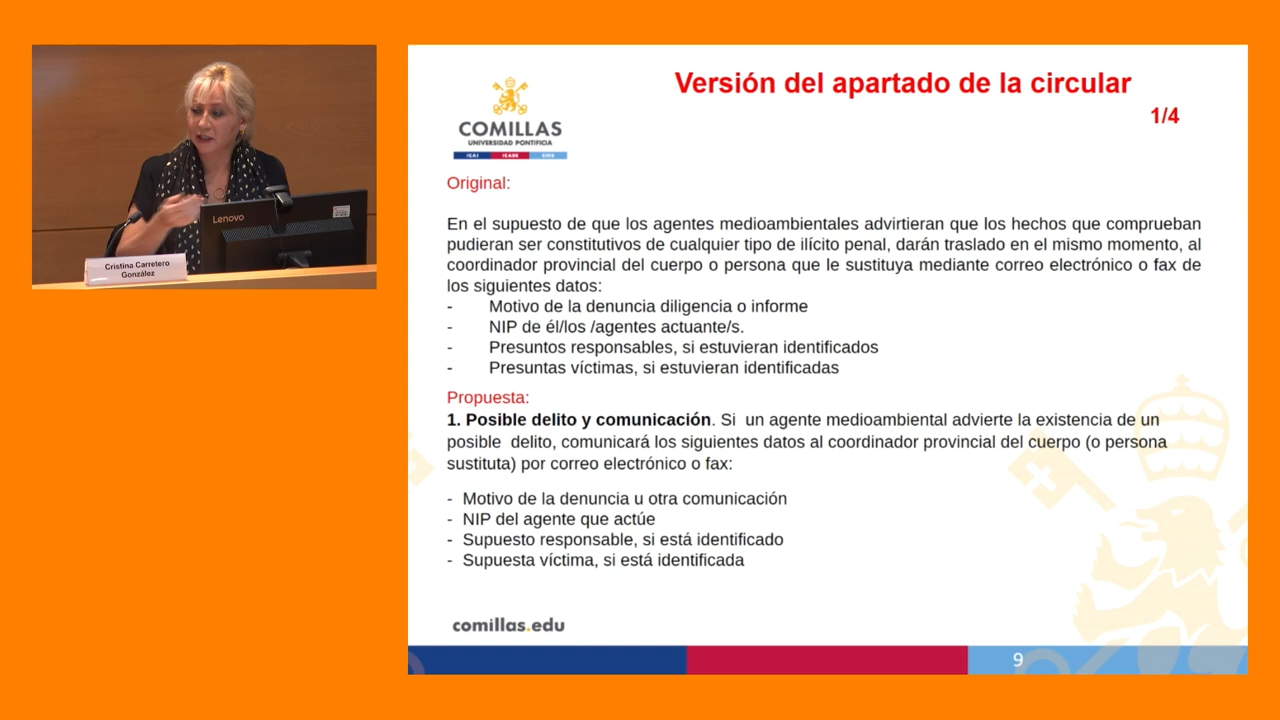 Lenovo
Cristina Carretero
González
COMILLAS
UNIVERSIDAD PONTIFICIA
ICAI ICADE CIHS
Versión del apartado de la circular
1/4
Original:
En el supuesto de que los agentes medioambientales advirtieran que los hechos que comprueban
pudieran ser constitutivos de cualquier tipo de ilícito penal, darán traslado en el mismo momento, al
coordinador provincial del cuerpo o persona que le sustituya mediante correo electrónico o fax de
los siguientes datos:
- Motivo de la denuncia diligencia o informe
- NIP de él/los /agentes actuante/s.
- Presuntos responsables, si estuvieran identificados
- Presuntas víctimas, si estuvieran identificadas
Propuesta:
1. Posible delito y comunicación. Si un agente medioambiental advierte la existencia de un
posible delito, comunicará los siguientes datos al coordinador provincial del cuerpo (o persona
sustituta) por correo electrónico o fax:
- Motivo de la denuncia u otra comunicación
- NIP del agente que actúe
- Supuesto responsable, si está identificado
- Supuesta víctima, si está identificada
comillas.edu
9